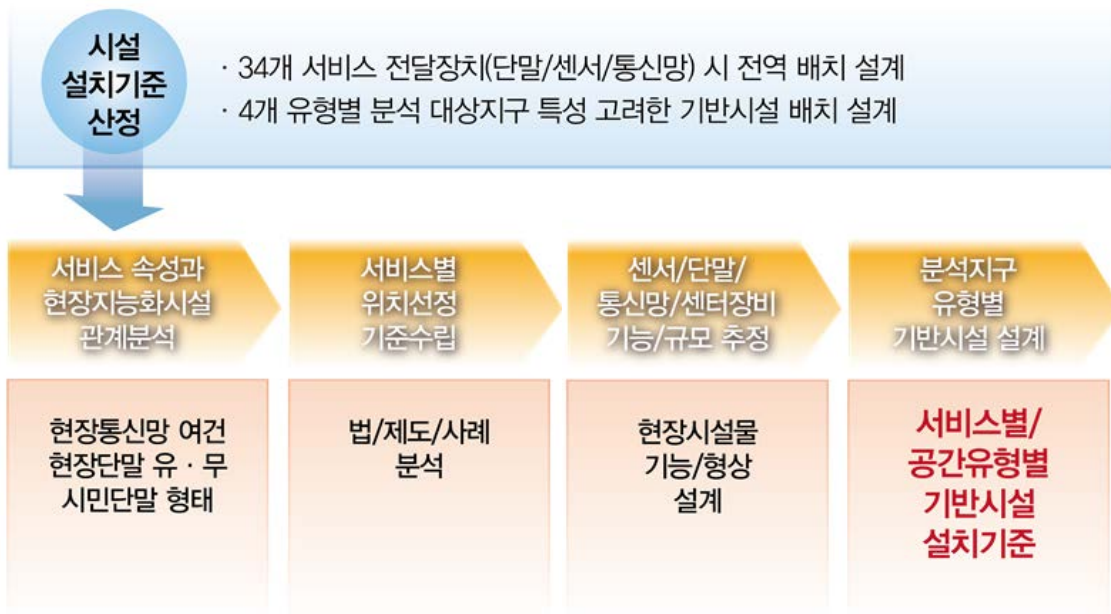 시설
설치기준
산정
· 34개 서비스 전달장치(단말/센서/통신망) 시 전역 배치 설계
· 4개 유형별 분석 대상지구 특성 고려한 기반시설 배치 설계
서비스 속성과
현장지능화시설
관계분석
서비스별
위치선정
기준수립
센서/단말/
통신망/센터장비
기능/규모 추정
분석지구
유형별
기반시설 설계
현장통신망 여건
현장단말 유 · 무
시민단말 형태
법/제도/사례
분석
현장시설물
기능/형상
설계
서비스별/
공간유형별
기반시설
설치기준